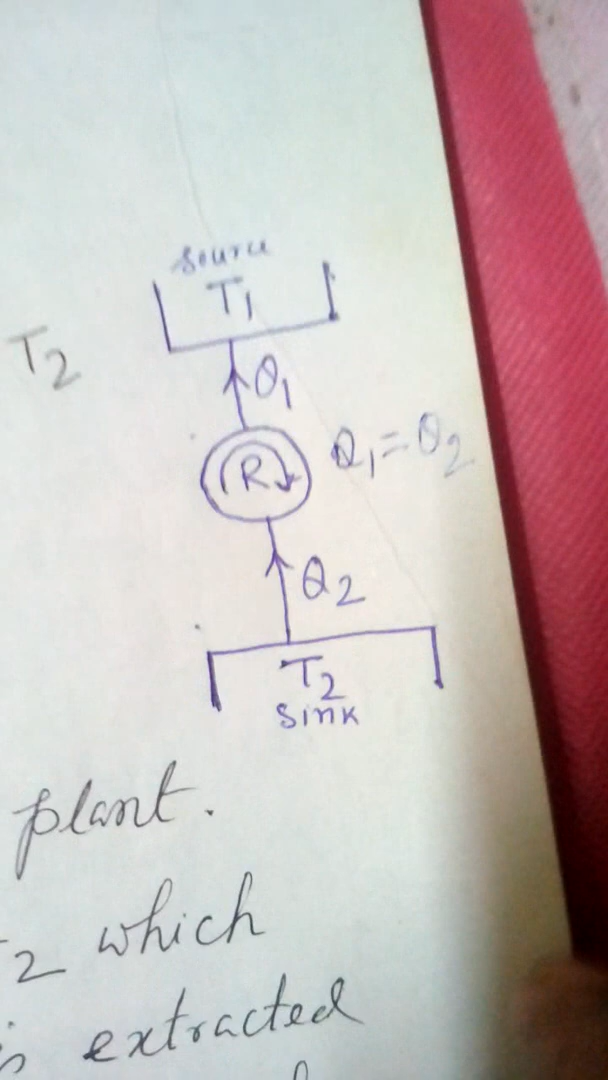 source
T1
T2
Q1
R
Q1 = Q2
Q2
T2
Sink
plant.
2 which
s extracted